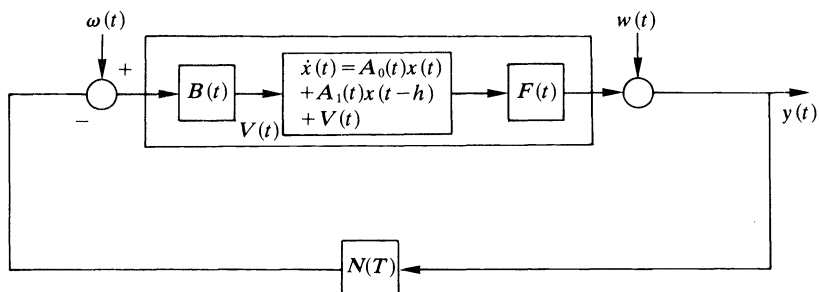 ω(t)
w(t)
+
−
B(t)
V(t)
ẋ(t) = A₀(t)x(t)
+ A₁(t)x(t−h)
+ V(t)
F(t)
y(t)
N(T)